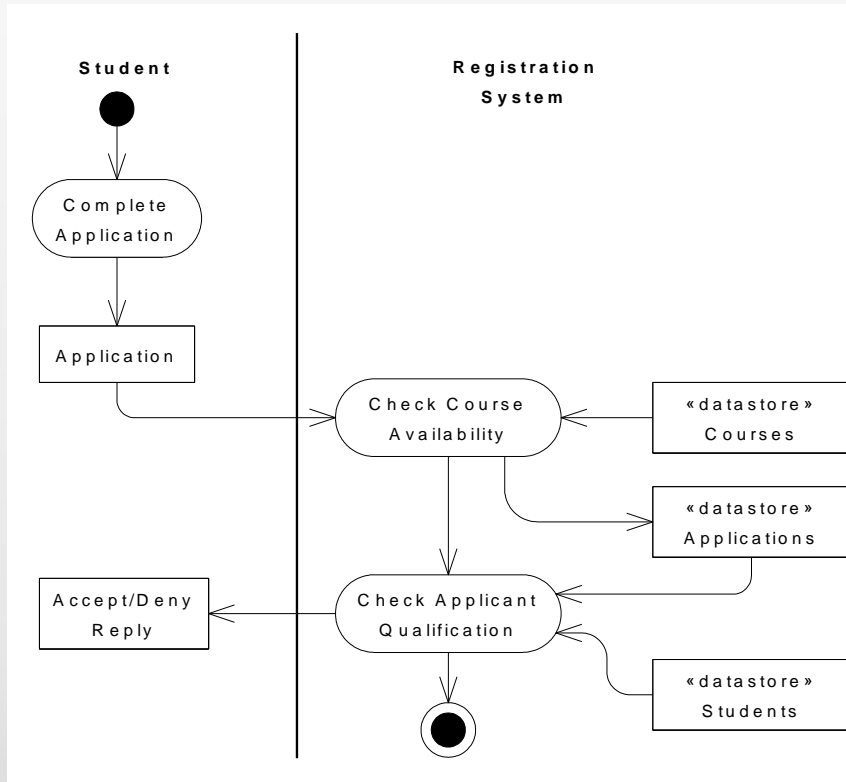 Student
Registration
System
Complete
Application
Application
Check Course
Availability
«datastore»
Courses
«datastore»
Applications
Accept/Deny
Reply
Check Applicant
Qualification
«datastore»
Students